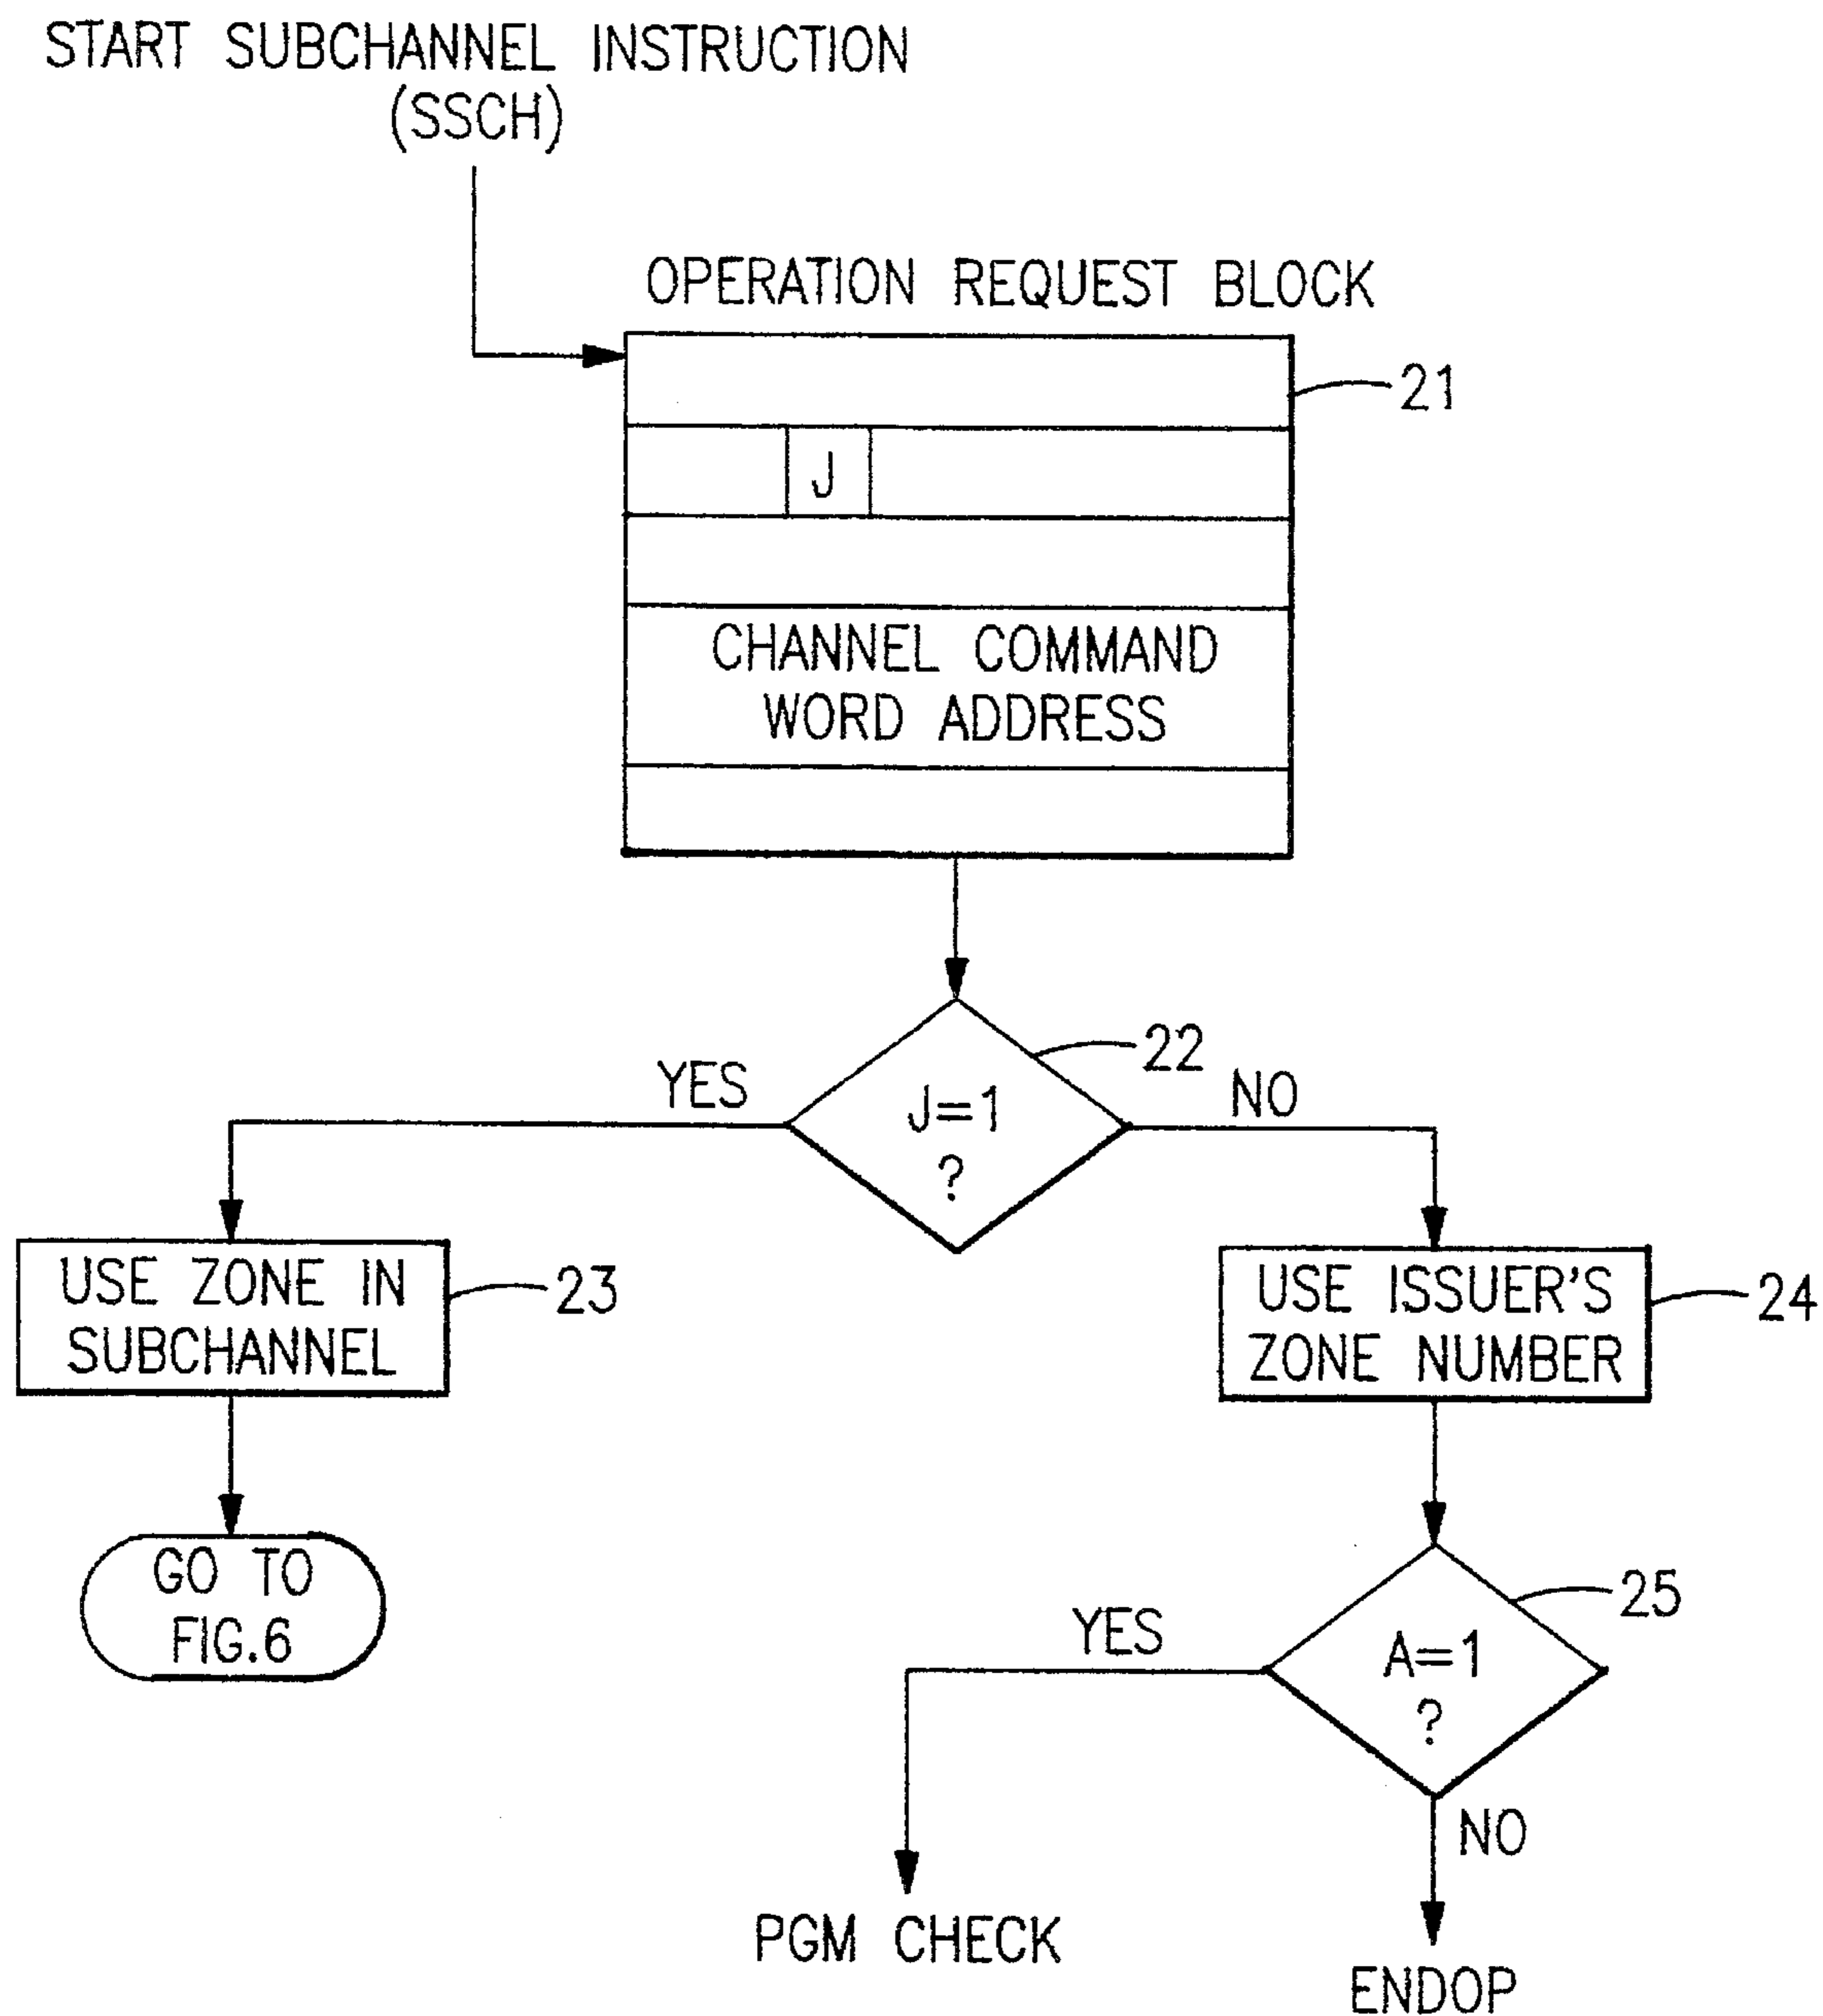 START SUBCHANNEL INSTRUCTION
(SSCH)
OPERATION REQUEST BLOCK
21
J
CHANNEL COMMAND
WORD ADDRESS
22
YES
NO
J=1
?
USE ZONE IN
SUBCHANNEL
23
USE ISSUER'S
ZONE NUMBER
24
GO TO
FIG.6
25
YES
A=1
?
NO
PGM CHECK
ENDOP